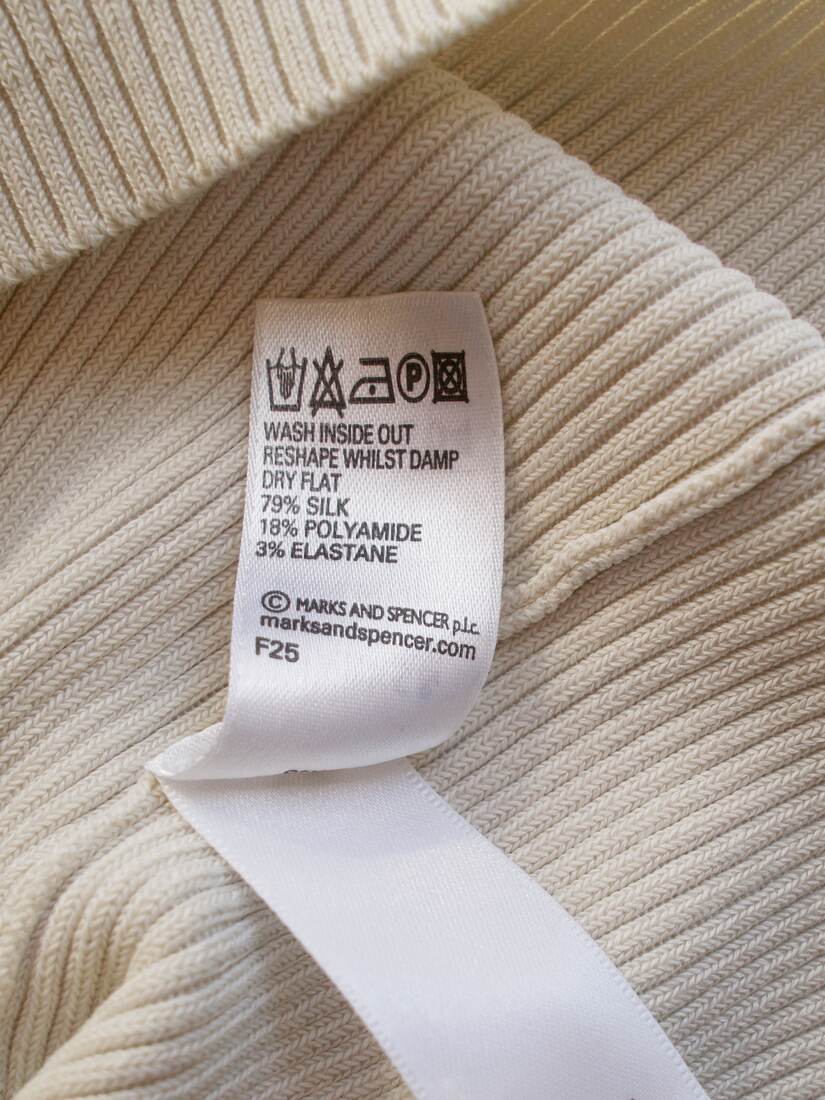 P
WASH INSIDE OUT
RESHAPE WHILST DAMP
DRY FLAT
79% SILK
18% POLYAMIDE
3% ELASTANE
© MARKS AND SPENCER p.l.c.
marksandspencer.com
F25